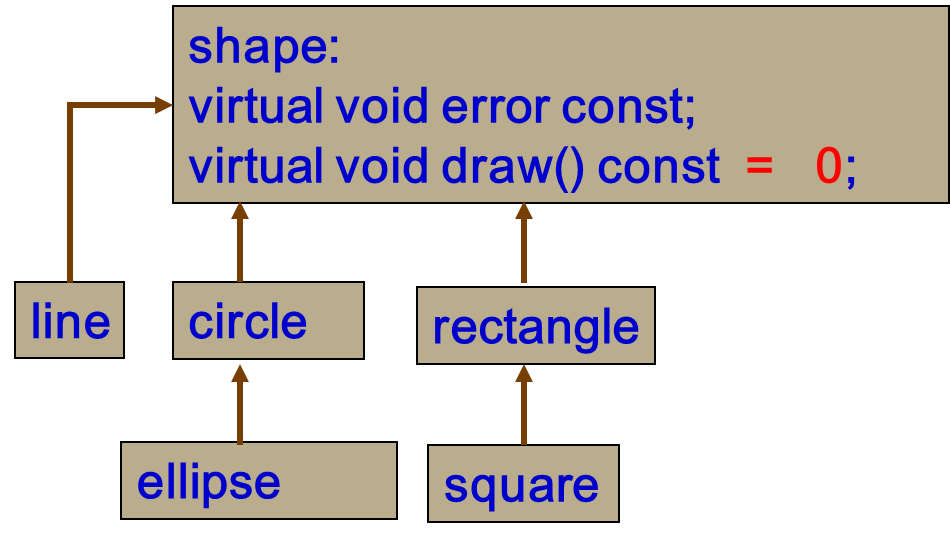 shape:
virtual void error const;
virtual void draw() const = 0;
line
circle
rectangle
ellipse
square